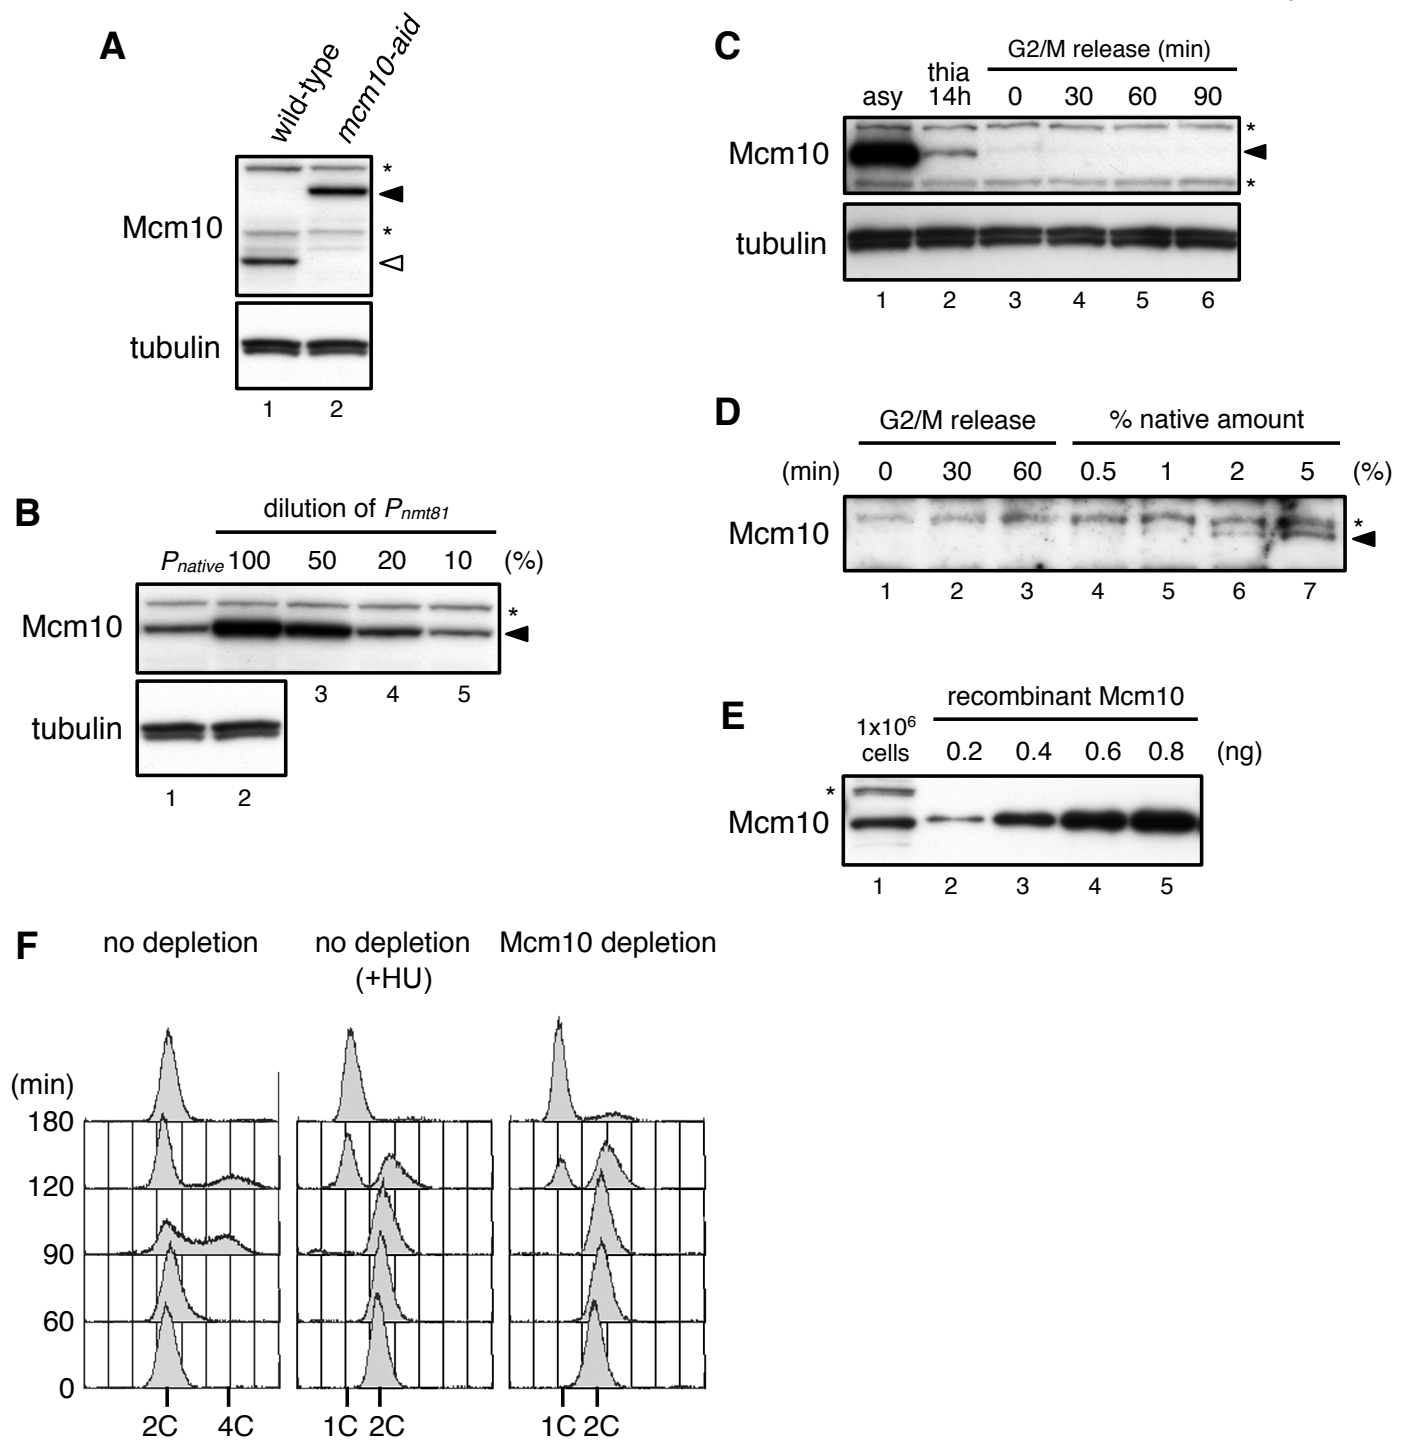 A
wild-type
mcm10-aid
Mcm10
*
*
tubulin
1 2
B
dilution of Pnmt81
Pnative 100 50 20 10 (%)
Mcm10
*
3 4 5
tubulin
1 2
C
G2/M release (min)
thia
asy 14h 0 30 60 90
Mcm10
*
*
tubulin
1 2 3 4 5 6
D
G2/M release % native amount
(min) 0 30 60 0.5 1 2 5 (%)
Mcm10
*
1 2 3 4 5 6 7
E
recombinant Mcm10
1x10⁶
cells 0.2 0.4 0.6 0.8 (ng)
*
Mcm10
1 2 3 4 5
F
no depletion no depletion Mcm10 depletion
(+HU)
(min)
180
120
90
60
0
2C 4C 1C 2C 1C 2C